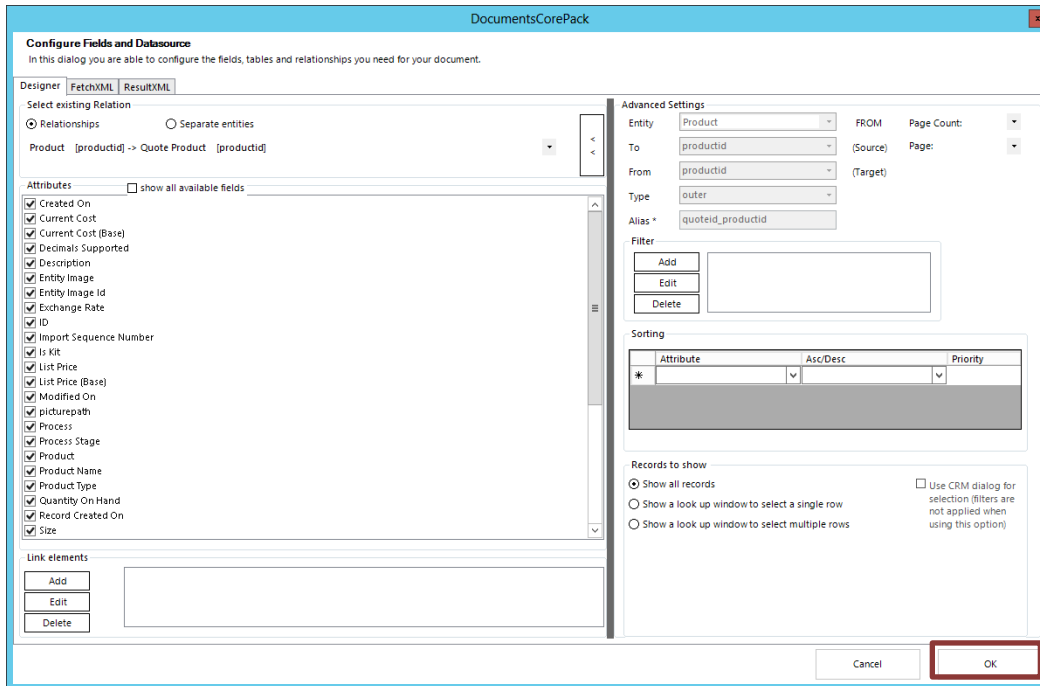 DocumentsCorePack
x
Configure Fields and Datasource
In this dialog you are able to configure the fields, tables and relationships you need for your document.
Designer FetchXML ResultXML
Select existing Relation
Relationships Separate entities
Product [productid] -> Quote Product [productid]
<
<
Attributes show all available fields
Created On
Current Cost
Current Cost (Base)
Decimals Supported
Description
Entity Image
Entity Image Id
Exchange Rate
ID
Import Sequence Number
Is Kit
List Price
List Price (Base)
Modified On
picturepath
Process
Process Stage
Product
Product Name
Product Type
Quantity On Hand
Record Created On
Size
Link elements
Add
Edit
Delete
Advanced Settings
Entity Product FROM Page Count:
To productid (Source) Page:
From productid (Target)
Type outer
Alias * quoteid_productid
Filter
Add
Edit
Delete
Sorting
Attribute Asc/Desc Priority
*
Records to show
Show all records
Show a look up window to select a single row
Show a look up window to select multiple rows
Use CRM dialog for
selection (filters are
not applied when
using this option)
Cancel OK